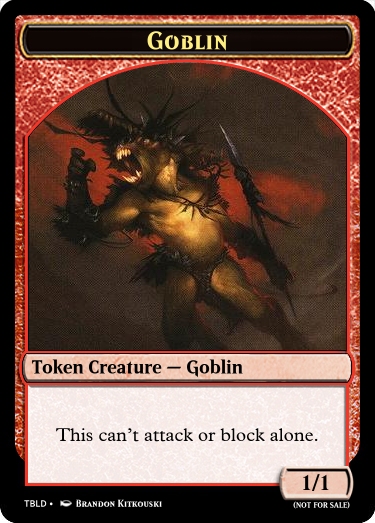 Goblin
Token Creature — Goblin
This can't attack or block alone.
1/1
TBLD • Brandon Kitkouski
(NOT FOR SALE)